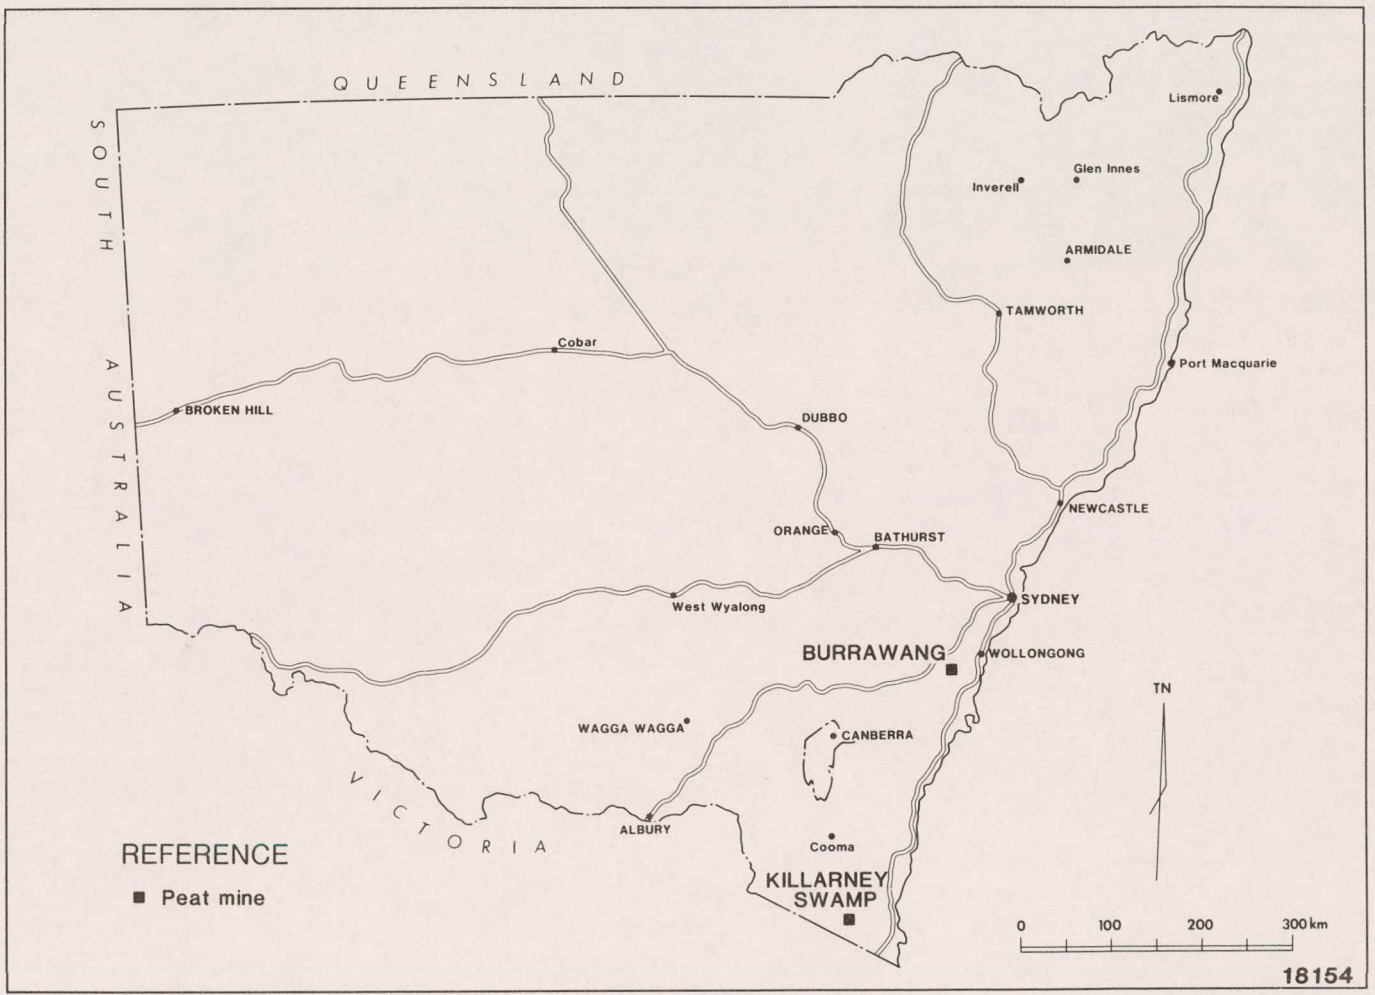 QUEENSLAND
SOUTH AUSTRALIA
VICTORIA
Lismore
Glen Innes
Inverell
ARMIDALE
TAMWORTH
Cobar
Port Macquarie
BROKEN HILL
DUBBO
NEWCASTLE
ORANGE
BATHURST
SYDNEY
West Wyalong
BURRAWANG
WOLLONGONG
WAGGA WAGGA
CANBERRA
ALBURY
Cooma
KILLARNEY
SWAMP
TN
REFERENCE
Peat mine
0 100 200 300 km
18154